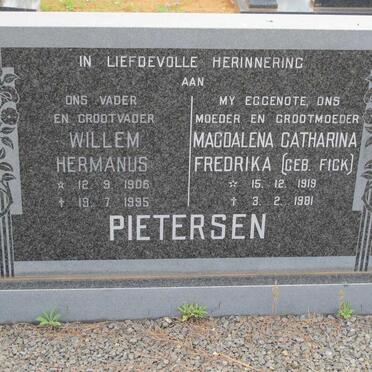 IN LIEFDEVOLLE HERINNERING
AAN
ONS VADER
EN GROOTVADER
WILLEM
HERMANUS
☆ 12. 9. 1906
✝ 19. 7. 1995
MY EGGENOTE, ONS
MOEDER EN GROOTMOEDER
MAGDALENA CATHARINA
FREDRIKA (GEB. FICK)
☆ 15. 12. 1919
✝ 3. 2. 1981
PIETERSEN